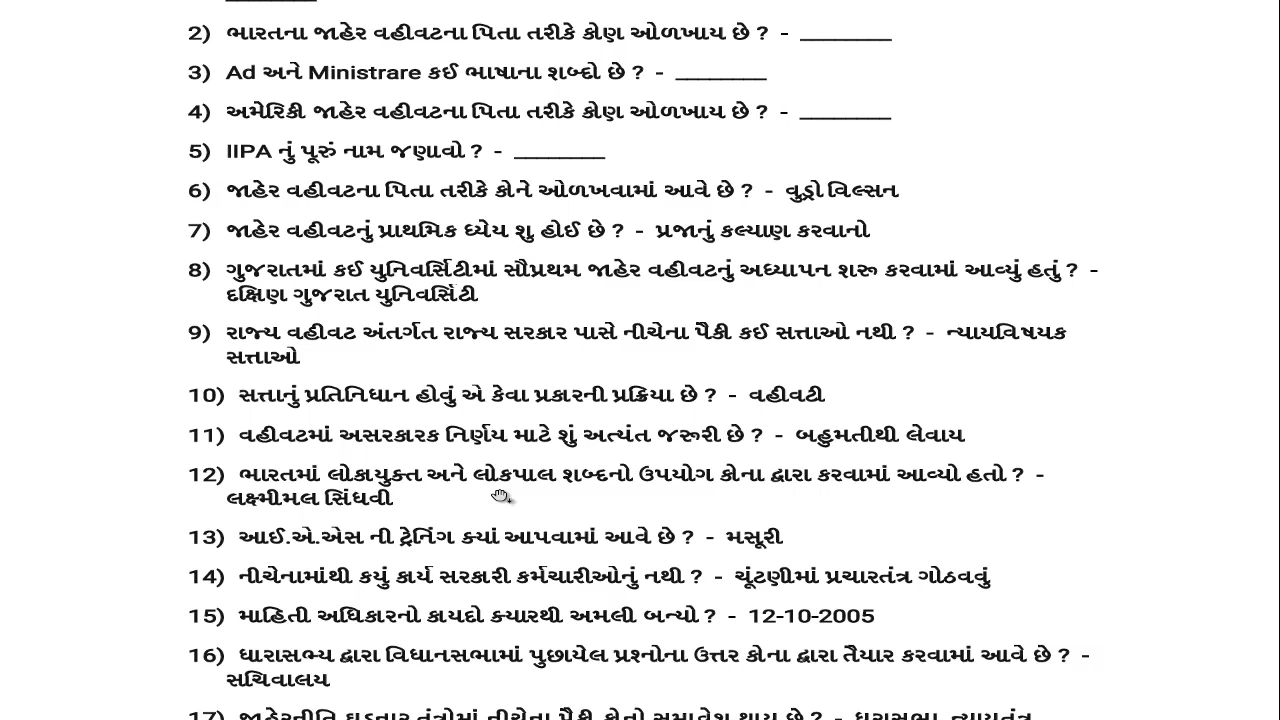 ________
2) ભારતના જાહેર વહીવટના પિતા તરીકે કોણ ઓળખાય છે ? - ________
3) Ad અને Ministrare કઈ ભાષાના શબ્દો છે ? - ________
4) અમેરિકી જાહેર વહીવટના પિતા તરીકે કોણ ઓળખાય છે ? - ________
5) IIPA નું પૂરું નામ જણાવો ? - ________
6) જાહેર વહીવટના પિતા તરીકે કોને ઓળખવામાં આવે છે ? - વુડ્રો વિલ્સન
7) જાહેર વહીવટનું પ્રાથમિક ધ્યેય શુ હોઈ છે ? - પ્રજાનું કલ્યાણ કરવાનો
8) ગુજરાતમાં કઈ યુનિવર્સિટીમાં સૌપ્રથમ જાહેર વહીવટનું અધ્યાપન શરૂ કરવામાં આવ્યું હતું ? -
દક્ષિણ ગુજરાત યુનિવર્સિટી
9) રાજ્ય વહીવટ અંતર્ગત રાજ્ય સરકાર પાસે નીચેના પૈકી કઈ સત્તાઓ નથી ? - ન્યાયવિષયક
સત્તાઓ
10) સત્તાનું પ્રતિનિધાન હોવું એ કેવા પ્રકારની પ્રક્રિયા છે ? - વહીવટી
11) વહીવટમાં અસરકારક નિર્ણય માટે શું અત્યંત જરૂરી છે ? - બહુમતીથી લેવાય
12) ભારતમાં લોકાયુક્ત અને લોકપાલ શબ્દનો ઉપયોગ કોના દ્વારા કરવામાં આવ્યો હતો ? -
લક્ષ્મીમલ સિંઘવી
13) આઈ.એ.એસ ની ટ્રેનિંગ ક્યાં આપવામાં આવે છે ? - મસૂરી
14) નીચેનામાંથી કયું કાર્ય સરકારી કર્મચારીઓનું નથી ? - ચૂંટણીમાં પ્રચારતંત્ર ગોઠવવું
15) માહિતી અધિકારનો કાયદો ક્યારથી અમલી બન્યો ? - 12-10-2005
16) ધારાસભ્ય દ્વારા વિધાનસભામાં પુછાયેલ પ્રશ્નોના ઉત્તર કોના દ્વારા તૈયાર કરવામાં આવે છે ? -
સચિવાલય
17) જાહેરનીતિ ઘડનાર તંત્રોમાં નીચેના પૈકી કોનો સમાવેશ થાય છે ? - ધારાસભા, ન્યાયતંત્ર